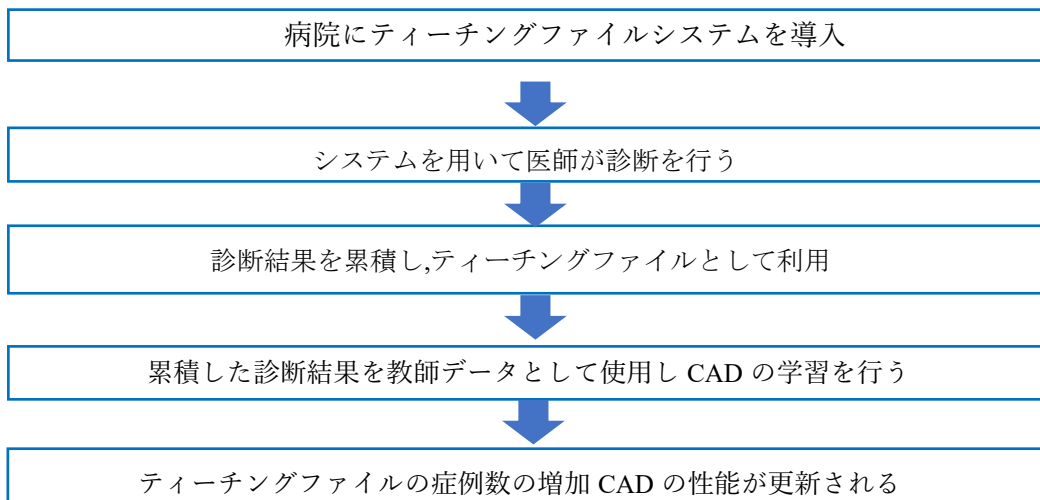 病院にティーチングファイルシステムを導入
システムを用いて医師が診断を行う
診断結果を累積し,ティーチングファイルとして利用
累積した診断結果を教師データとして使用し CAD の学習を行う
ティーチングファイルの症例数の増加 CAD の性能が更新される